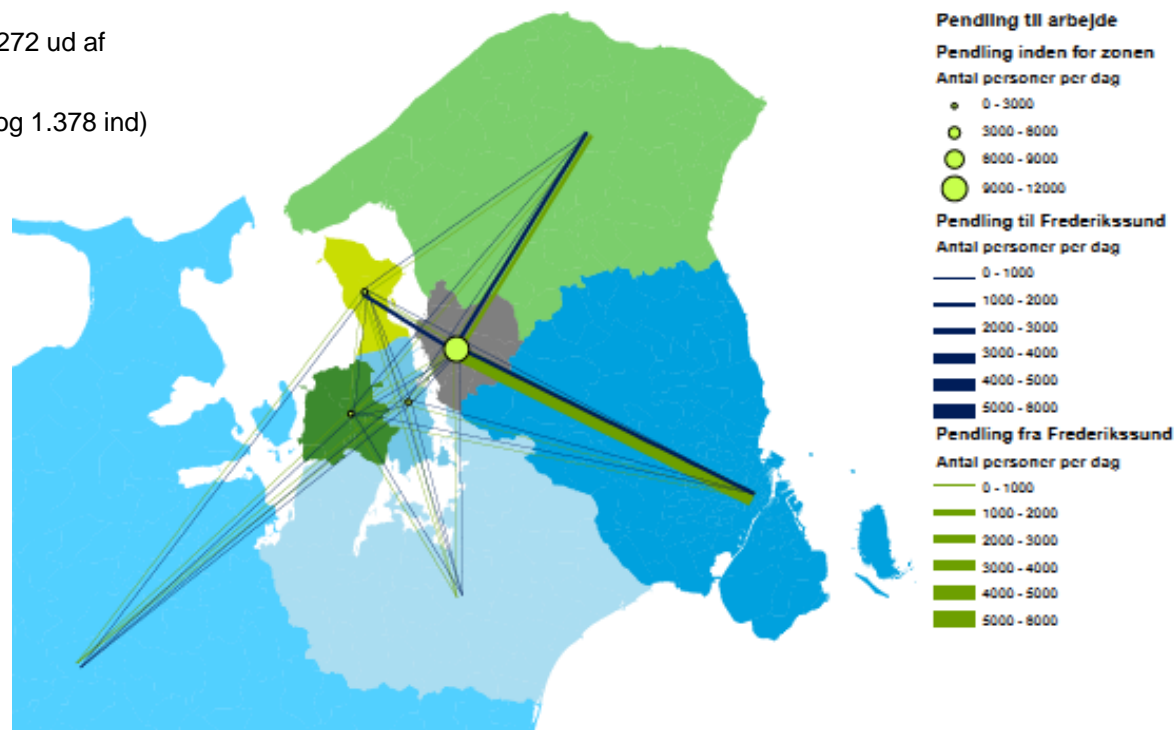 272 ud af
og 1.378 ind)
Pendling til arbejde
Pendling inden for zonen
Antal personer per dag
0 - 3000
3000 - 6000
6000 - 9000
9000 - 12000
Pendling til Frederikssund
Antal personer per dag
0 - 1000
1000 - 2000
2000 - 3000
3000 - 4000
4000 - 5000
5000 - 6000
Pendling fra Frederikssund
Antal personer per dag
0 - 1000
1000 - 2000
2000 - 3000
3000 - 4000
4000 - 5000
5000 - 6000